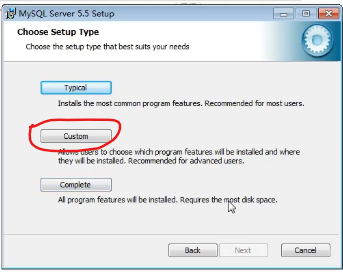 MySQL Server 5.5 Setup
Choose Setup Type
Choose the setup type that best suits your needs
Typical
Installs the most common program features. Recommended for most users.
Custom
Allows users to choose which program features will be installed and where
they will be installed. Recommended for advanced users.
Complete
All program features will be installed. Requires the most disk space.
Back
Next
Cancel